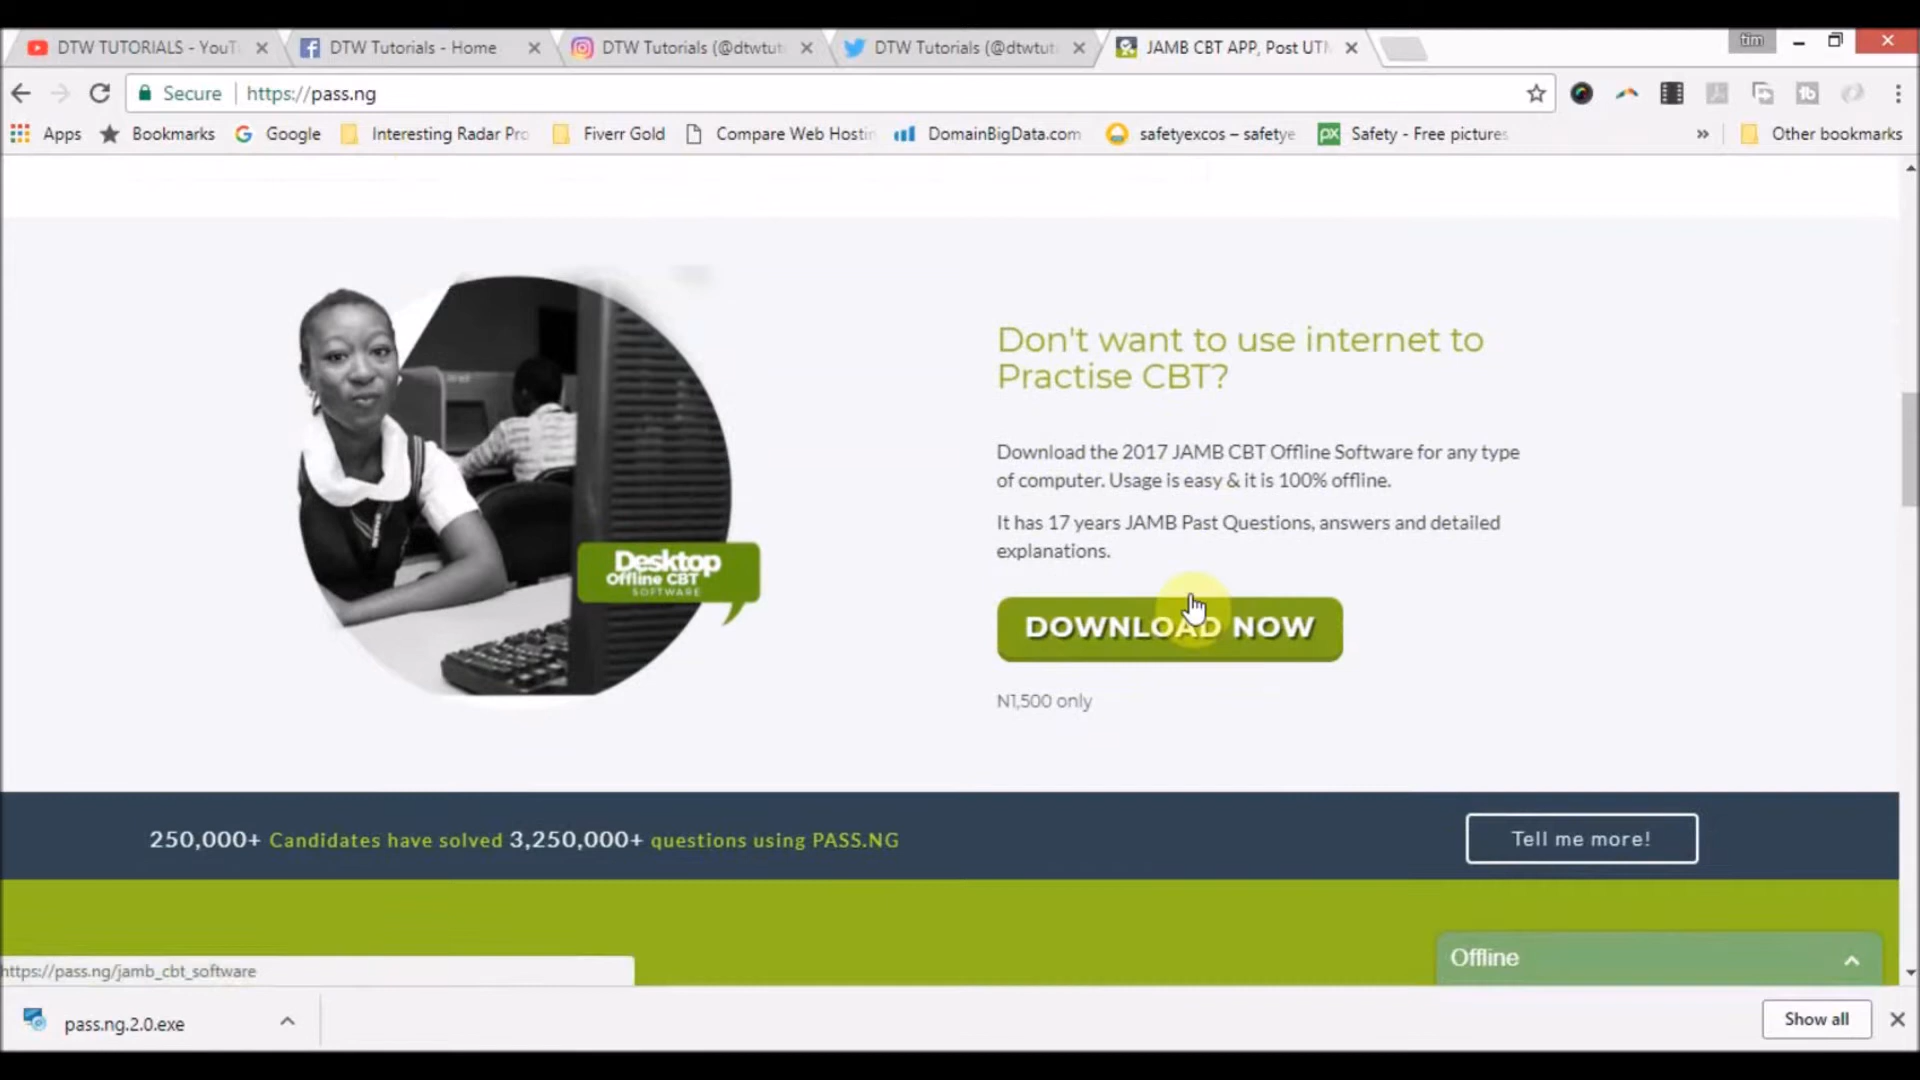 DTW TUTORIALS - YouT
DTW Tutorials - Home
DTW Tutorials (@dtwtut
DTW Tutorials (@dtwtut
JAMB CBT APP, Post UTM
tim
Secure
https://pass.ng
Apps
Bookmarks
Google
Interesting Radar Pro
Fiverr Gold
Compare Web Hostin
DomainBigData.com
safetyexcos – safetye
px
Safety - Free pictures
»
Other bookmarks
Don't want to use internet to
Practise CBT?
Download the 2017 JAMB CBT Offline Software for any type
of computer. Usage is easy & it is 100% offline.
It has 17 years JAMB Past Questions, answers and detailed
explanations.
Desktop
Offline CBT
SOFTWARE
DOWNLOAD NOW
N1,500 only
250,000+ Candidates have solved 3,250,000+ questions using PASS.NG
Tell me more!
Offline
https://pass.ng/jamb_cbt_software
pass.ng.2.0.exe
Show all